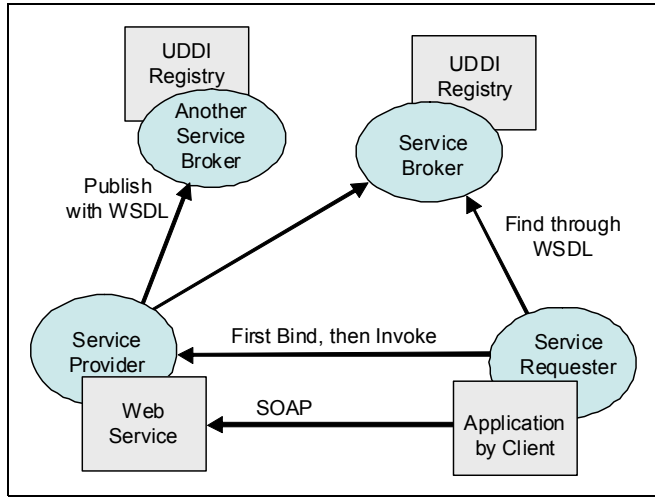 UDDI
Registry
UDDI
Registry
Another
Service
Broker
Service
Broker
Publish
with WSDL
Find through
WSDL
Service
Provider
First Bind, then Invoke
Service
Requester
Web
Service
SOAP
Application
by Client